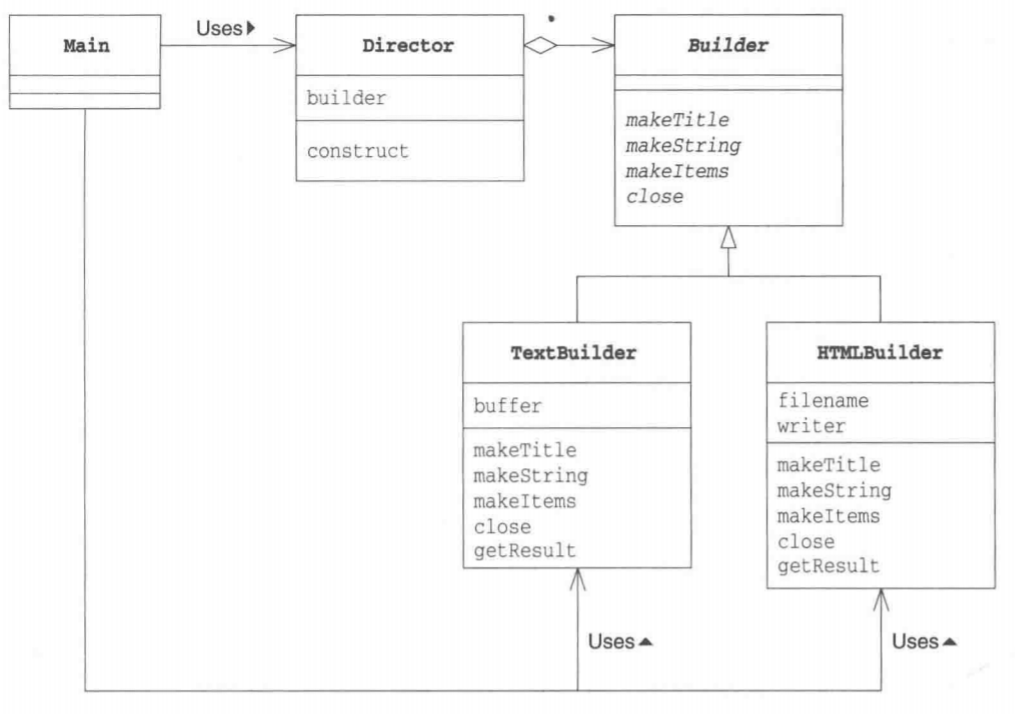 Main
Uses▶
Director
builder
construct
Builder
makeTitle
makeString
makeItems
close
TextBuilder
buffer
makeTitle
makeString
makeItems
close
getResult
HTMLBuilder
filename
writer
makeTitle
makeString
makeItems
close
getResult
Uses▲
Uses▲